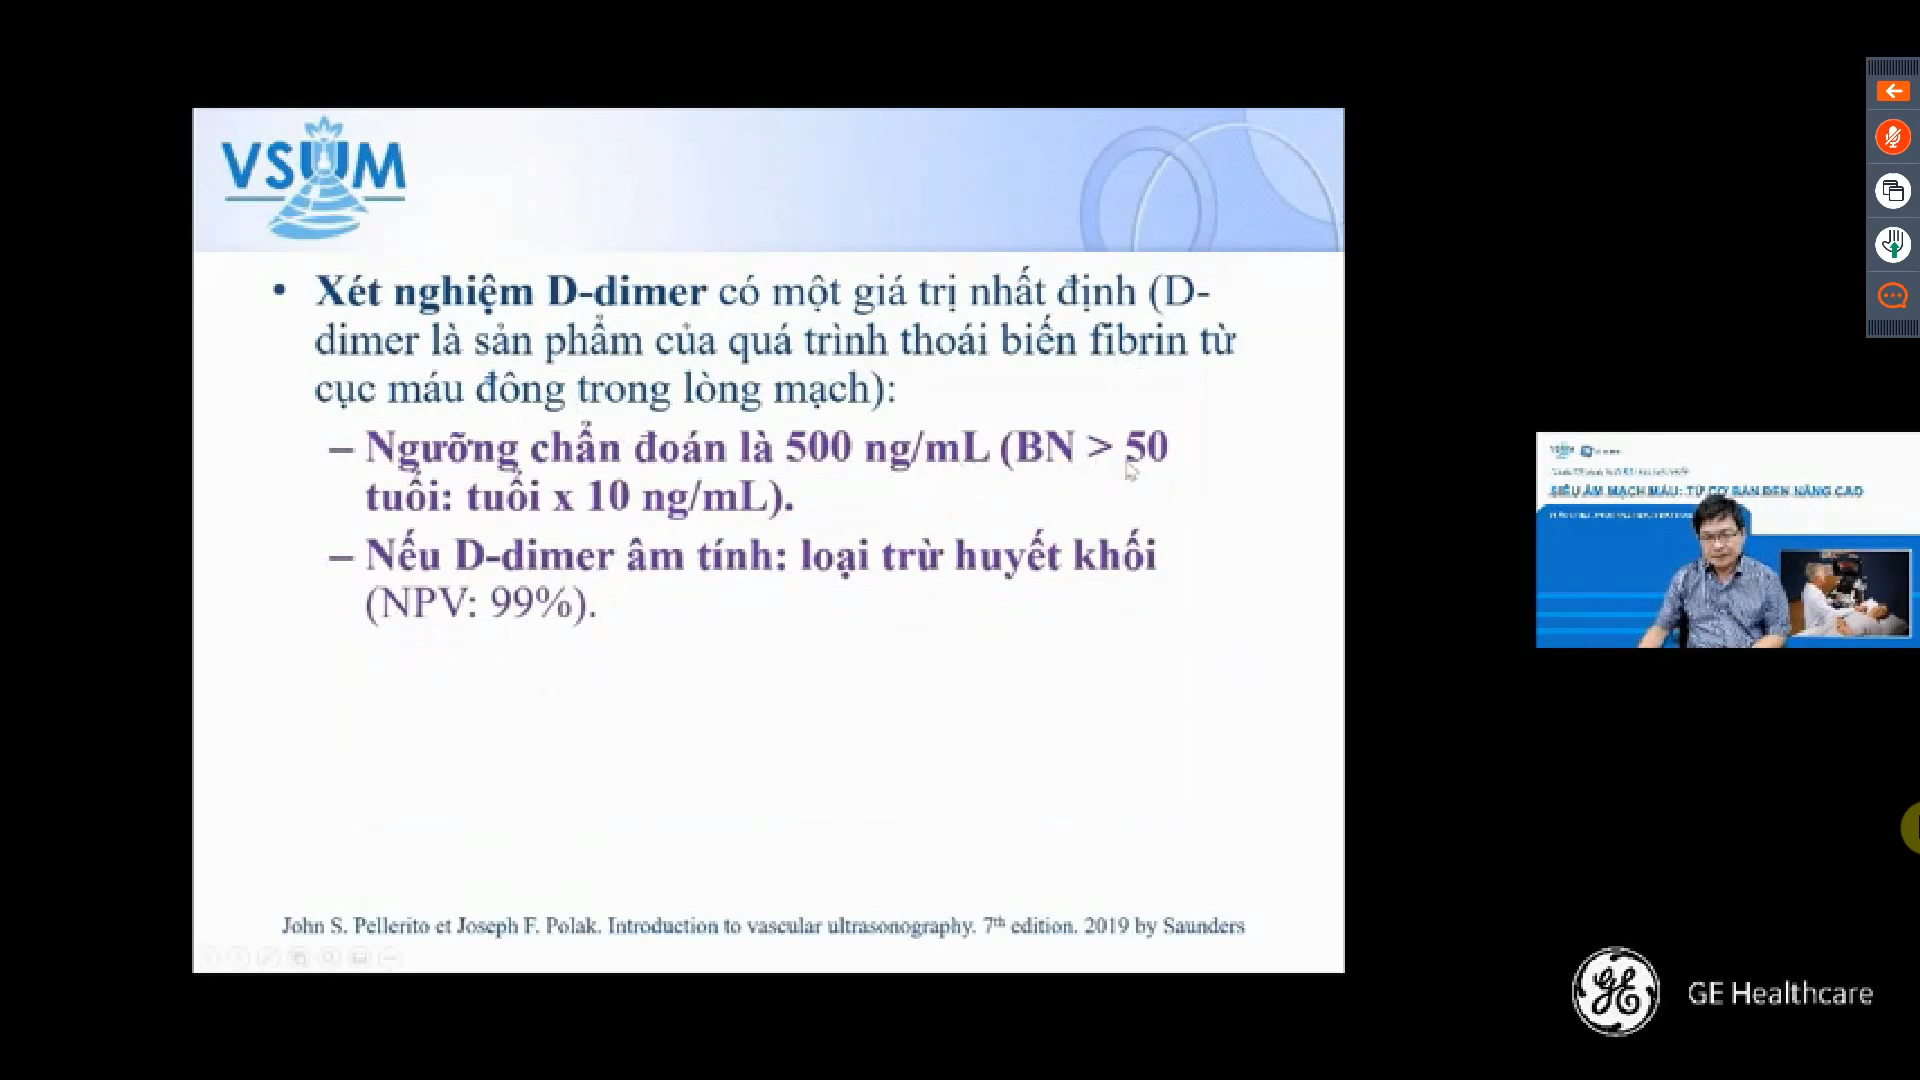 VSUM
• Xét nghiệm D-dimer có một giá trị nhất định (D-
dimer là sản phẩm của quá trình thoái biến fibrin từ
cục máu đông trong lòng mạch):
– Ngưỡng chẩn đoán là 500 ng/mL (BN > 50
tuổi: tuổi x 10 ng/mL).
– Nếu D-dimer âm tính: loại trừ huyết khối
(NPV: 99%).
John S. Pellerito et Joseph F. Polak. Introduction to vascular ultrasonography. 7th edition. 2019 by Saunders
SIÊU ÂM MẠCH MÁU: TỪ CƠ BẢN ĐẾN NÂNG CAO
GE Healthcare